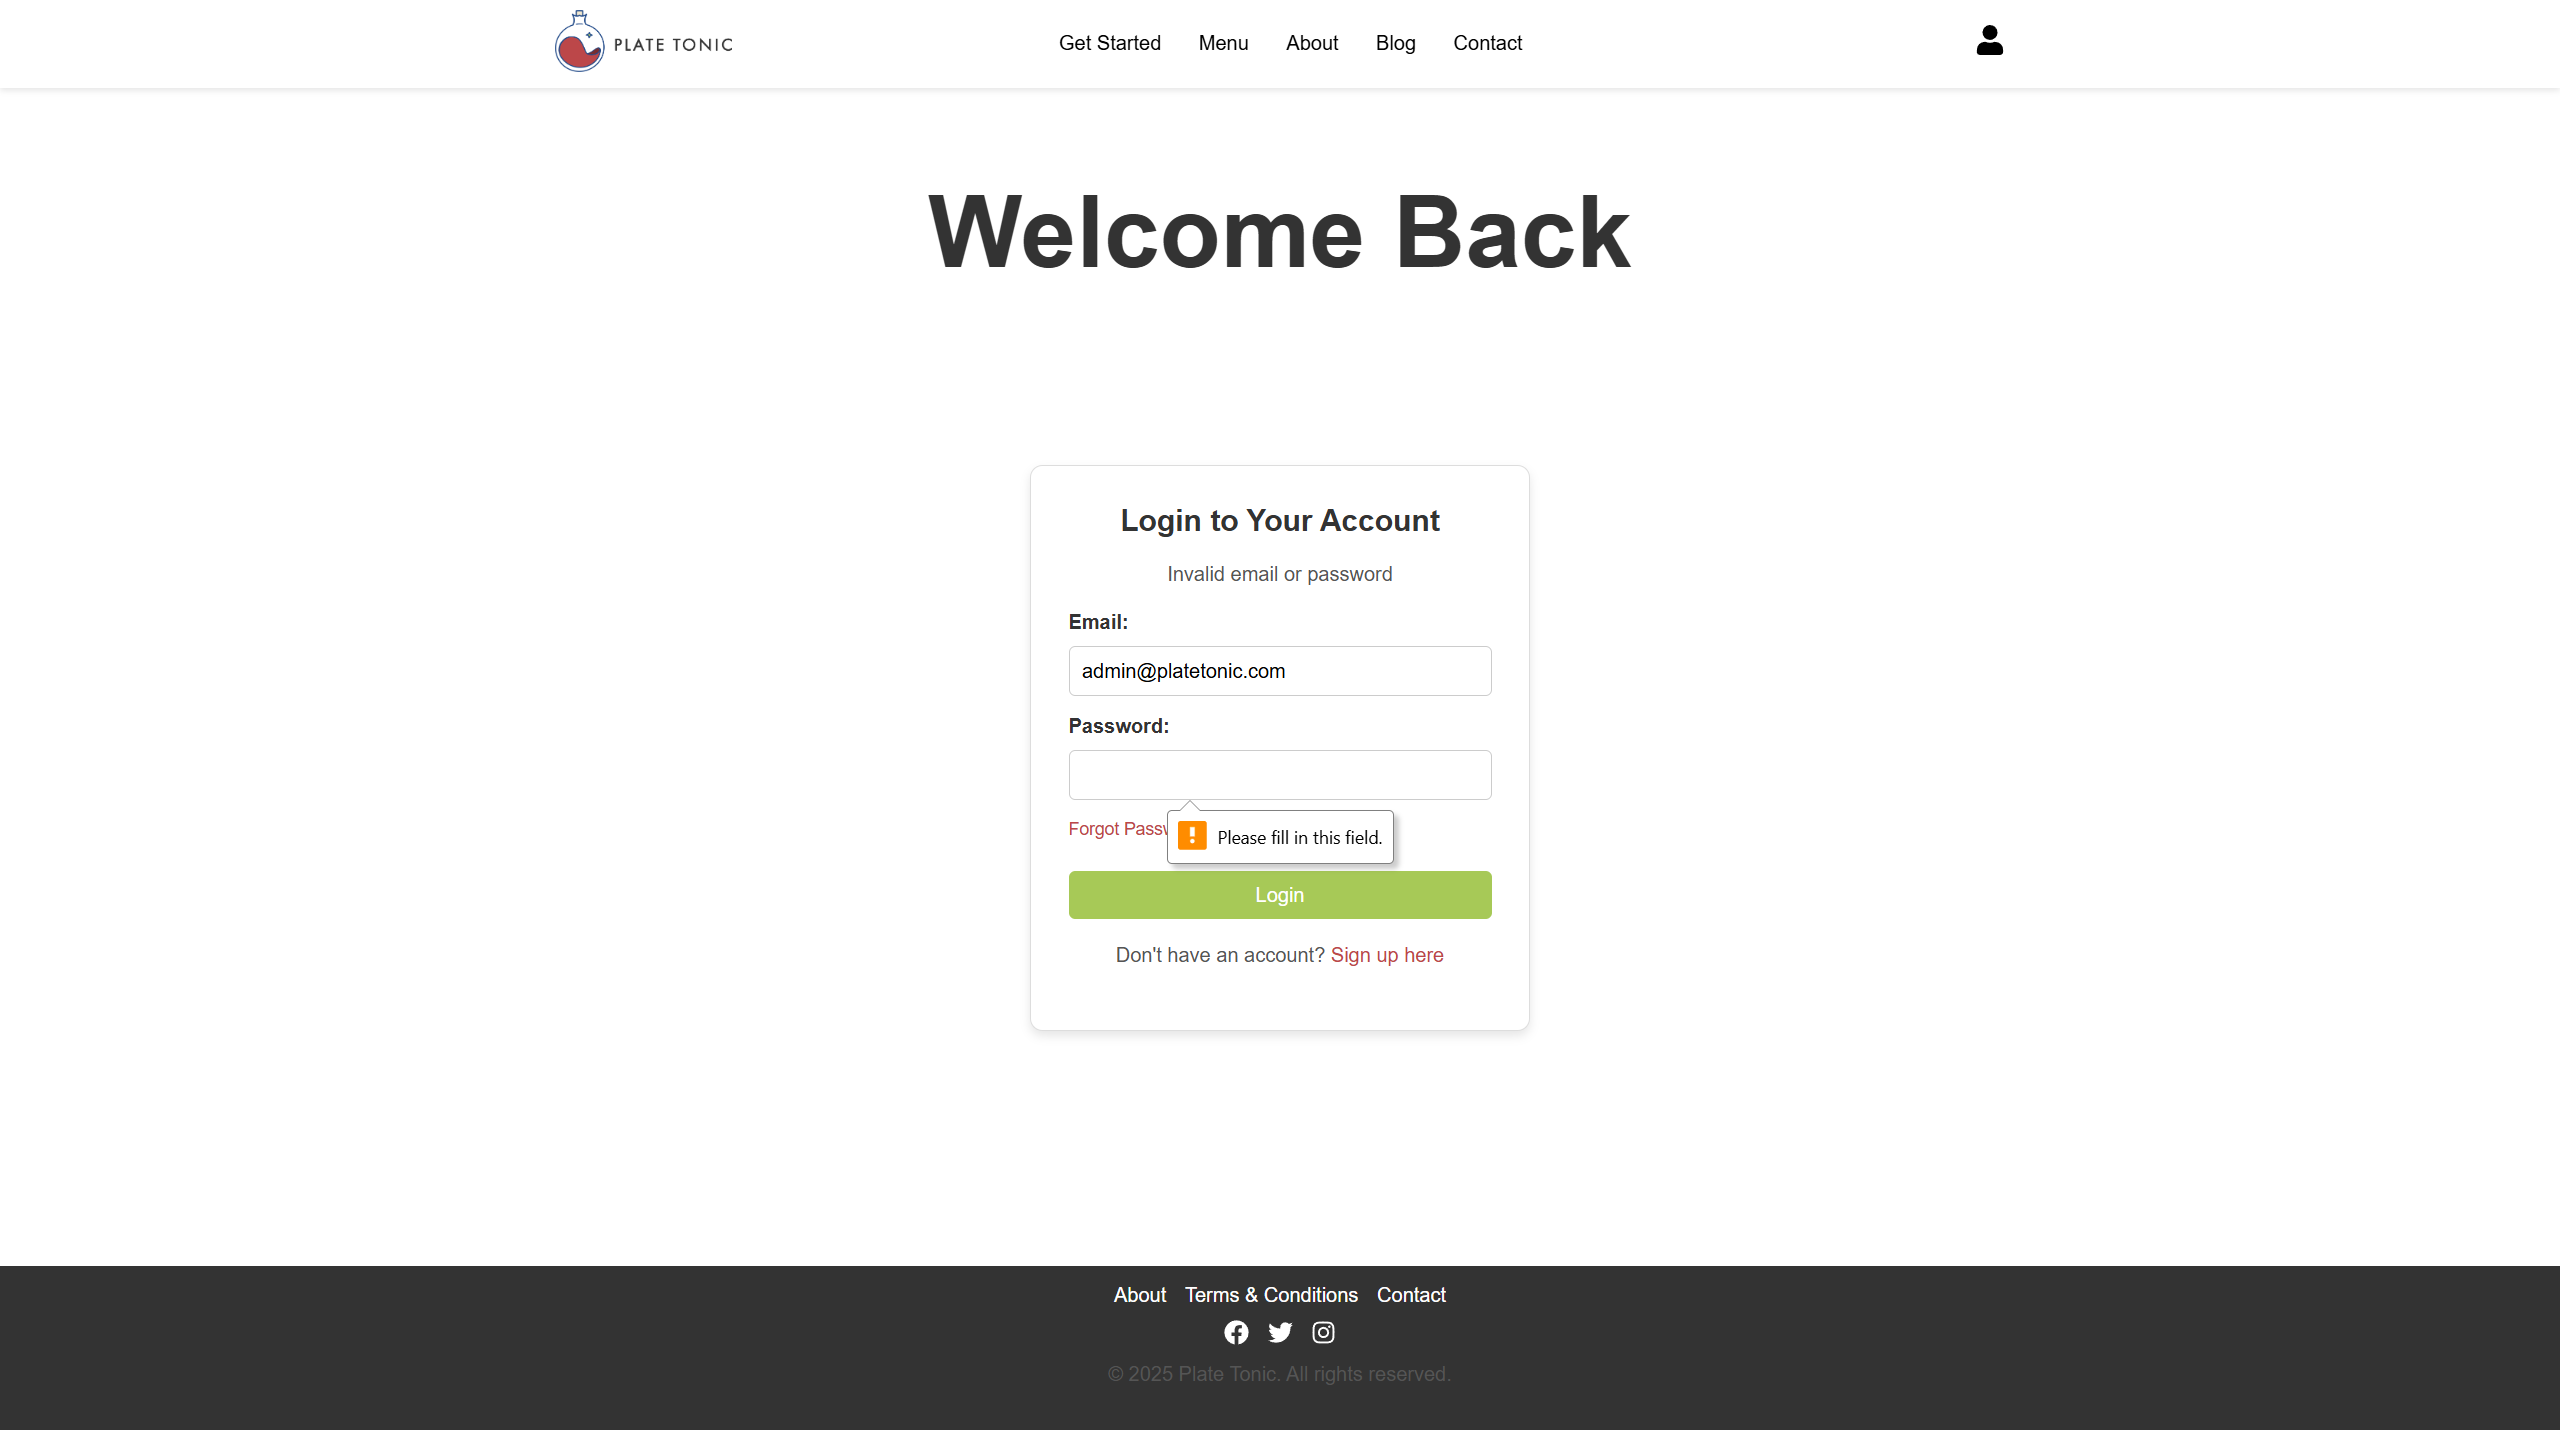 PLATE TONIC
Get Started Menu About Blog Contact
Welcome Back
Login to Your Account
Invalid email or password
Email:
admin@platetonic.com
Password:
Forgot Passw
Please fill in this field.
Login
Don't have an account? Sign up here
About Terms & Conditions Contact
© 2025 Plate Tonic. All rights reserved.